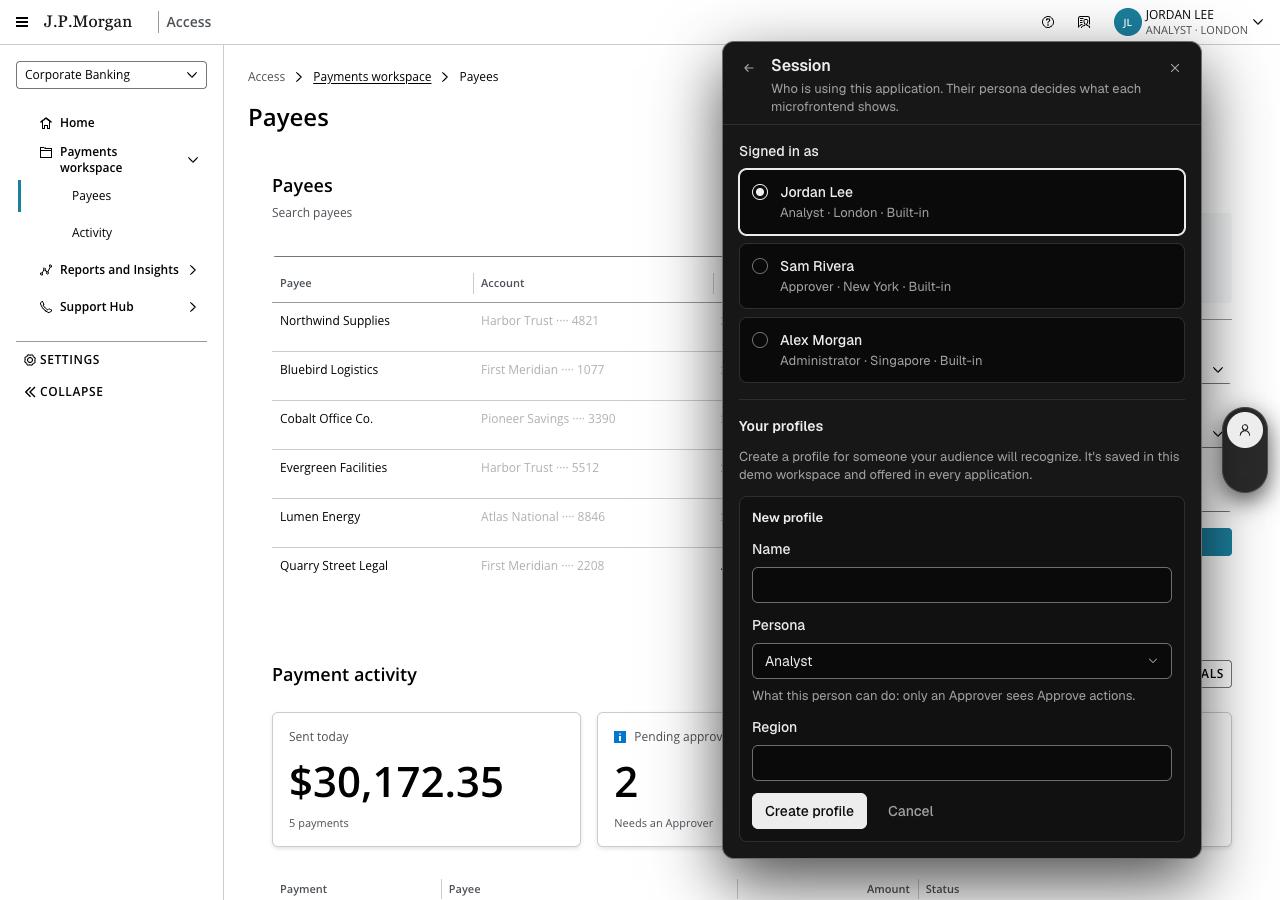 J.P.Morgan
Access
JL
JORDAN LEE
ANALYST · LONDON
Corporate Banking
Home
Payments workspace
Payees
Activity
Reports and Insights
Support Hub
SETTINGS
COLLAPSE
Access
Payments workspace
Payees
Payees
Payees
Search payees
Payee
Account
Northwind Supplies
Harbor Trust ···· 4821
Bluebird Logistics
First Meridian ···· 1077
Cobalt Office Co.
Pioneer Savings ···· 3390
Evergreen Facilities
Harbor Trust ···· 5512
Lumen Energy
Atlas National ···· 8846
Quarry Street Legal
First Meridian ···· 2208
Payment activity
Sent today
$30,172.35
5 payments
Pending
2
Needs an Approver
Payment
Payee
Amount
Status
Session
Who is using this application. Their persona decides what each
microfrontend shows.
Signed in as
Jordan Lee
Analyst · London · Built-in
Sam Rivera
Approver · New York · Built-in
Alex Morgan
Administrator · Singapore · Built-in
Your profiles
Create a profile for someone your audience will recognize. It's saved in this
demo workspace and offered in every application.
New profile
Name
Persona
Analyst
What this person can do: only an Approver sees Approve actions.
Region
Create profile
Cancel